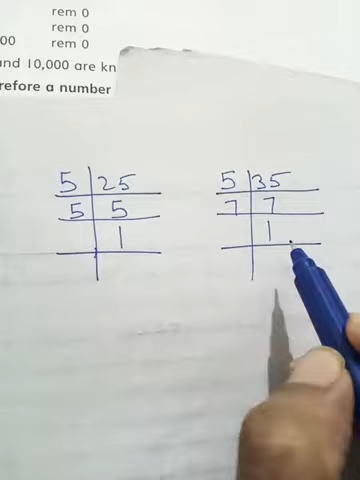 rem 0
rem 0
00 rem 0
and 10,000 are kn
refore a number
5 25
5 5
1
5 35
7 7
1